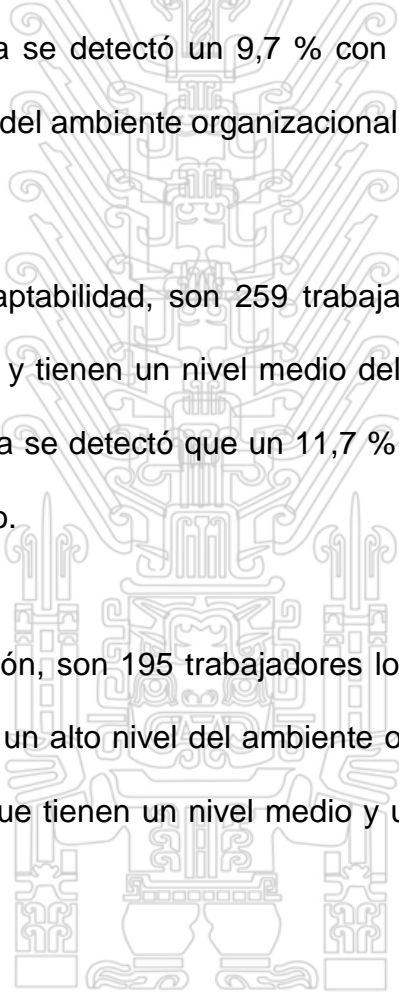 a se detectó un 9,7 % con
del ambiente organizacional
aptabilidad, son 259 trabaja
y tienen un nivel medio del
a se detectó que un 11,7 %
o.
ón, son 195 trabajadores lo
un alto nivel del ambiente o
que tienen un nivel medio y u